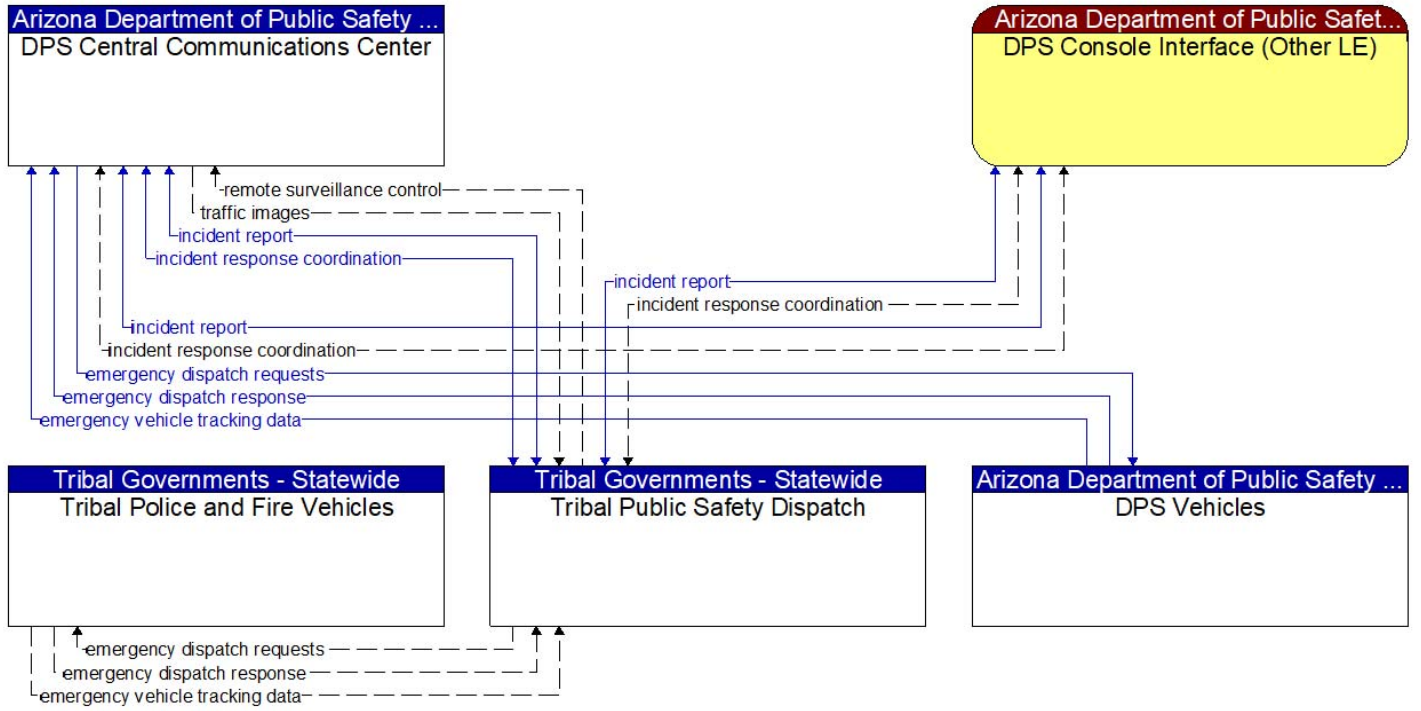 Arizona Department of Public Safety ...
DPS Central Communications Center
Arizona Department of Public Safet...
DPS Console Interface (Other LE)
remote surveillance control
traffic images
incident report
incident response coordination
incident report
incident response coordination
incident report
incident response coordination
emergency dispatch requests
emergency dispatch response
emergency vehicle tracking data
Tribal Governments - Statewide
Tribal Police and Fire Vehicles
Tribal Governments - Statewide
Tribal Public Safety Dispatch
Arizona Department of Public Safety ...
DPS Vehicles
emergency dispatch requests
emergency dispatch response
emergency vehicle tracking data